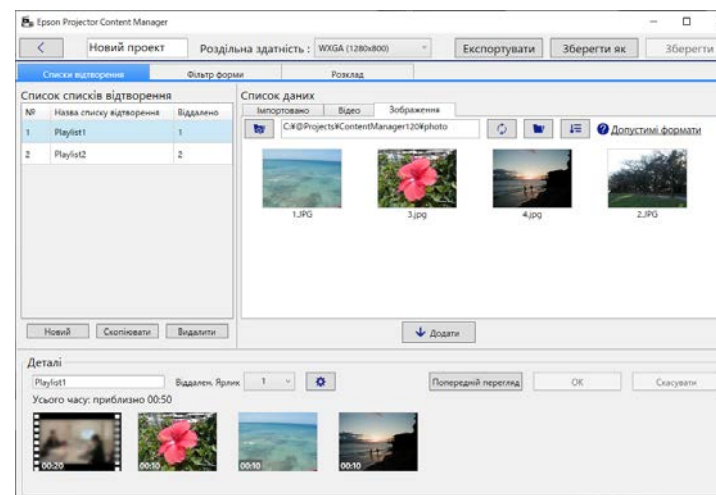 Epson Projector Content Manager
Новий проект Роздільна здатність : WXGA (1280x800) Експортувати Зберегти як Зберегти
Списки відтворення Фільтр форми Розклад
Список списків відтворення
№ Назва списку відтворення Віддалено
1 Playlist1 1
2 Playlist2 2
Новий Скопіювати Видалити
Список даних
Імпортовано Відео Зображення
C:¥@Projects¥ContentManager120¥photo Допустимі формати
1.JPG 3.jpg 4.jpg 2.JPG
Додати
Деталі
Playlist1 Віддален. Ярлик 1 Попередній перегляд OK Скасувати
Усього часу: приблизно 00:50
00:20 00:10 00:10 00:10